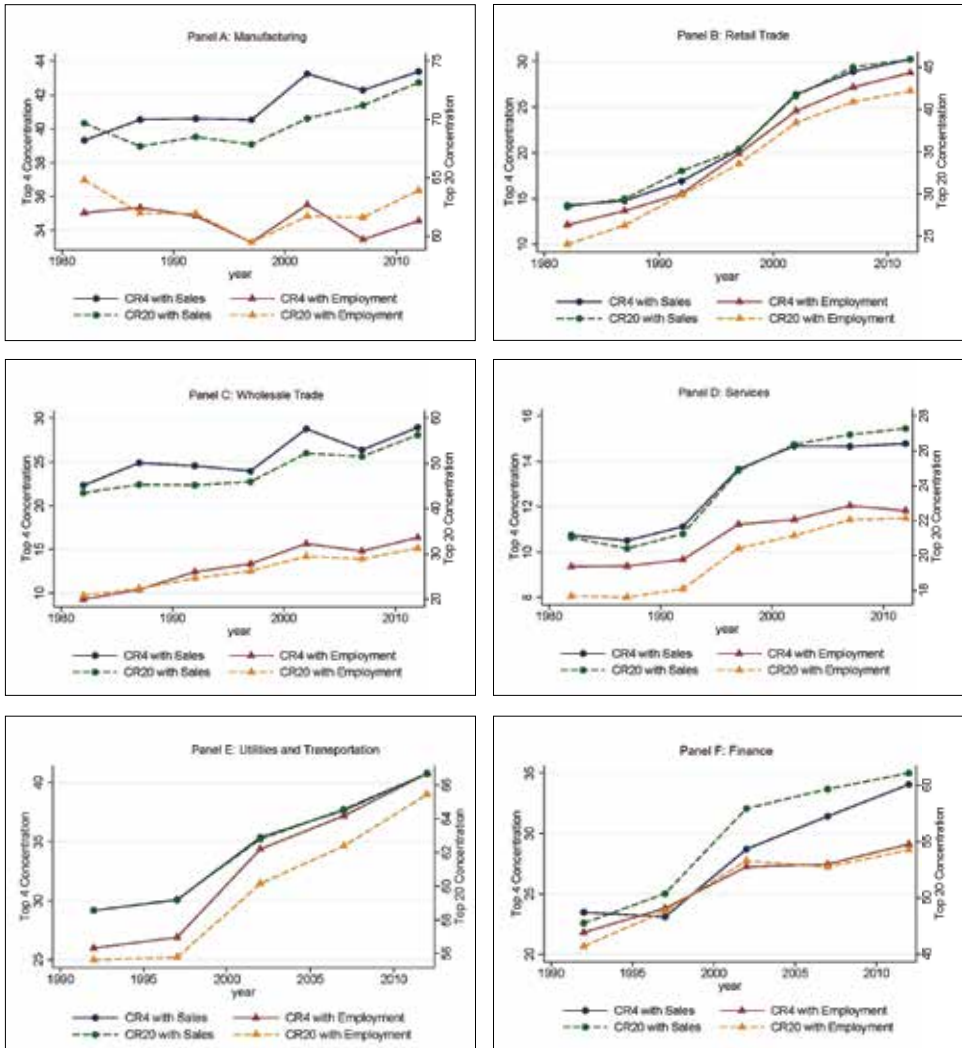 Panel A: Manufacturing
Top 4 Concentration
44
42
40
38
36
34
75
70
65
60
Top 20 Concentration
1980 1990 2000 2010
year
CR4 with Sales CR4 with Employment
CR20 with Sales CR20 with Employment
Panel B: Retail Trade
Top 4 Concentration
30
25
20
15
10
45
40
35
30
25
Top 20 Concentration
1980 1990 2000 2010
year
CR4 with Sales CR4 with Employment
CR20 with Sales CR20 with Employment
Panel C: Wholesale Trade
Top 4 Concentration
30
25
20
15
10
60
50
40
30
20
Top 20 Concentration
1980 1990 2000 2010
year
CR4 with Sales CR4 with Employment
CR20 with Sales CR20 with Employment
Panel D: Services
Top 4 Concentration
16
14
12
10
8
28
26
24
22
20
18
Top 20 Concentration
1980 1990 2000 2010
year
CR4 with Sales CR4 with Employment
CR20 with Sales CR20 with Employment
Panel E: Utilities and Transportation
Top 4 Concentration
40
35
30
25
66
64
62
60
58
56
Top 20 Concentration
1990 1995 2000 2005 2010
year
CR4 with Sales CR4 with Employment
CR20 with Sales CR20 with Employment
Panel F: Finance
Top 4 Concentration
35
30
25
20
60
55
50
45
Top 20 Concentration
1990 1995 2000 2005 2010
year
CR4 with Sales CR4 with Employment
CR20 with Sales CR20 with Employment